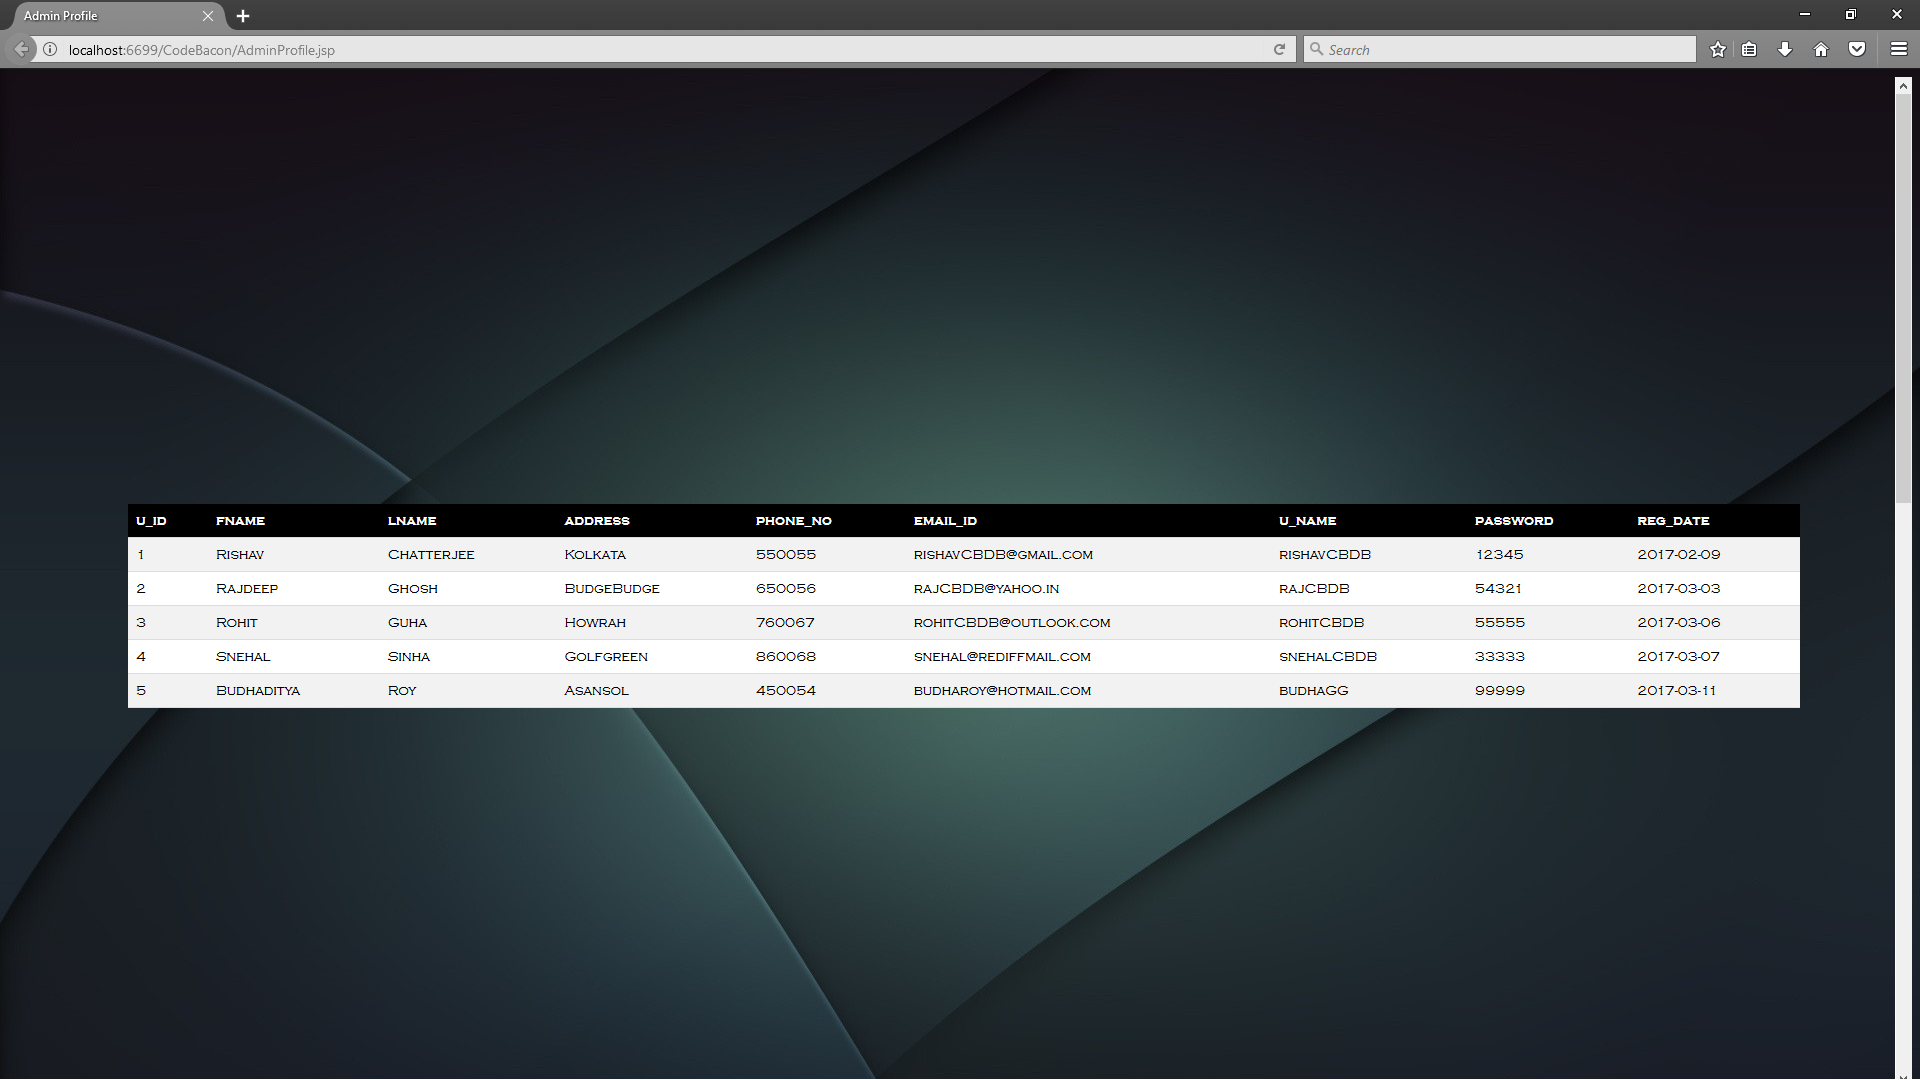 Admin Profile
localhost:6699/CodeBacon/AdminProfile.jsp Search
U_ID FNAME LNAME ADDRESS PHONE_NO EMAIL_ID U_NAME PASSWORD REG_DATE
1 Rishav Chatterjee Kolkata 550055 rishavCBDB@gmail.com rishavCBDB 12345 2017-02-09
2 Rajdeep Ghosh BudgeBudge 650056 rajCBDB@yahoo.in rajCBDB 54321 2017-03-03
3 Rohit Guha Howrah 760067 rohitCBDB@outlook.com rohitCBDB 55555 2017-03-06
4 Snehal Sinha Golfgreen 860068 snehal@rediffmail.com snehalCBDB 33333 2017-03-07
5 Budhaditya Roy Asansol 450054 budharoy@hotmail.com budhaGG 99999 2017-03-11